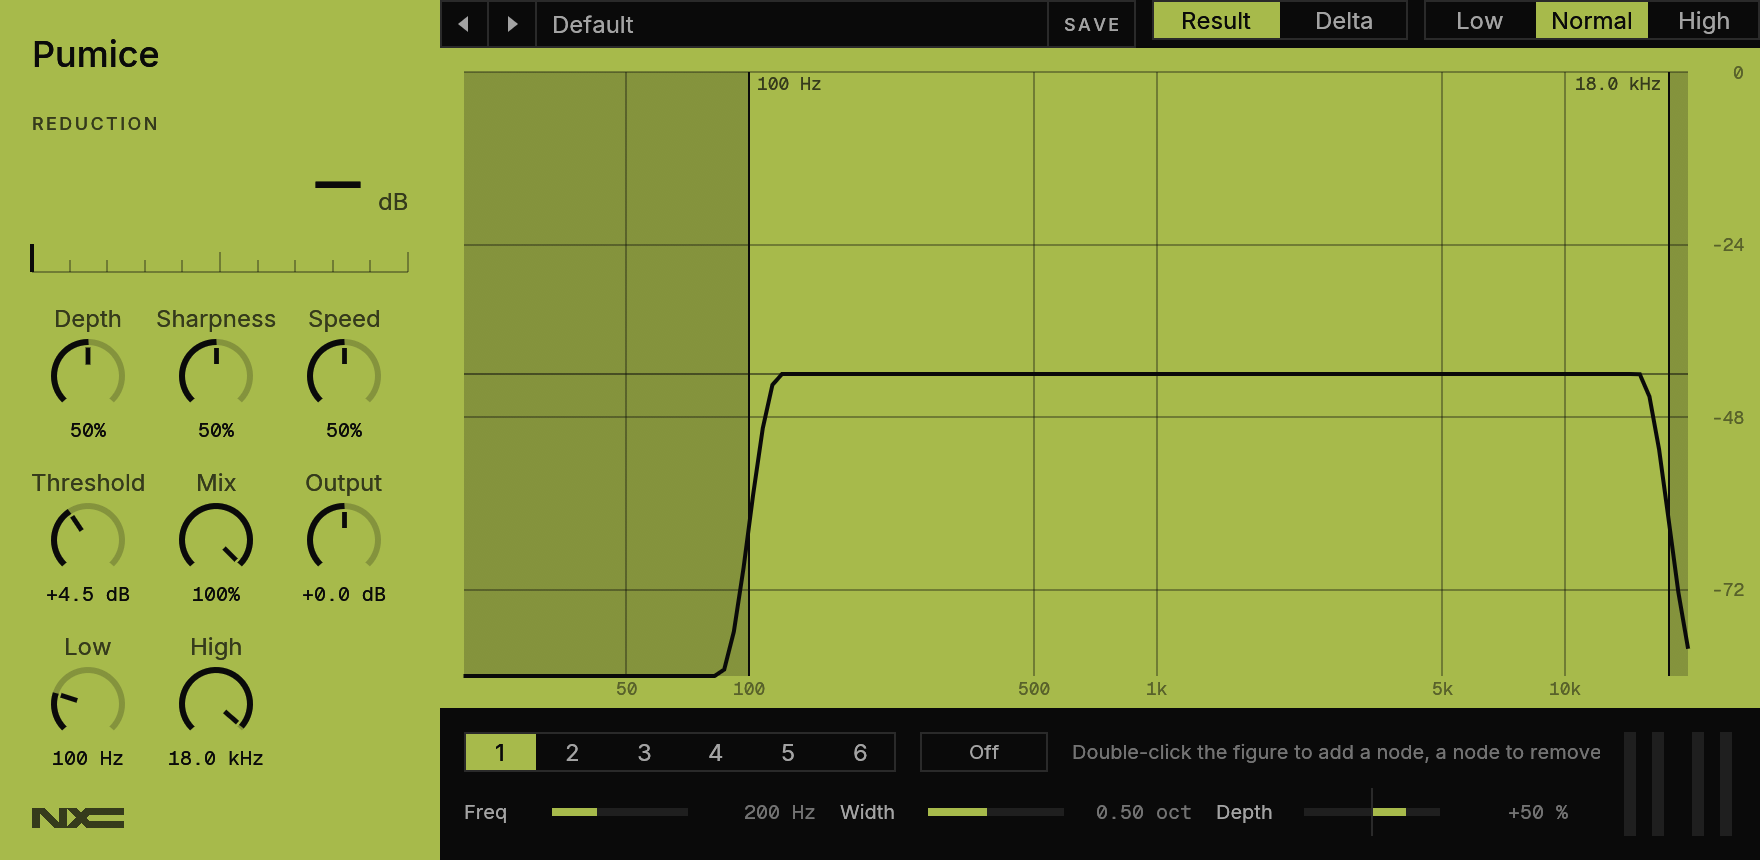 Pumice
REDUCTION
— dB
Depth Sharpness Speed
50% 50% 50%
Threshold Mix Output
+4.5 dB 100% +0.0 dB
Low High
100 Hz 18.0 kHz
NXE
Default SAVE Result Delta Low Normal High
100 Hz 18.0 kHz 0
-24
-48
-72
50 100 500 1k 5k 10k
1 2 3 4 5 6 Off Double-click the figure to add a node, a node to remove
Freq 200 Hz Width 0.50 oct Depth +50 %